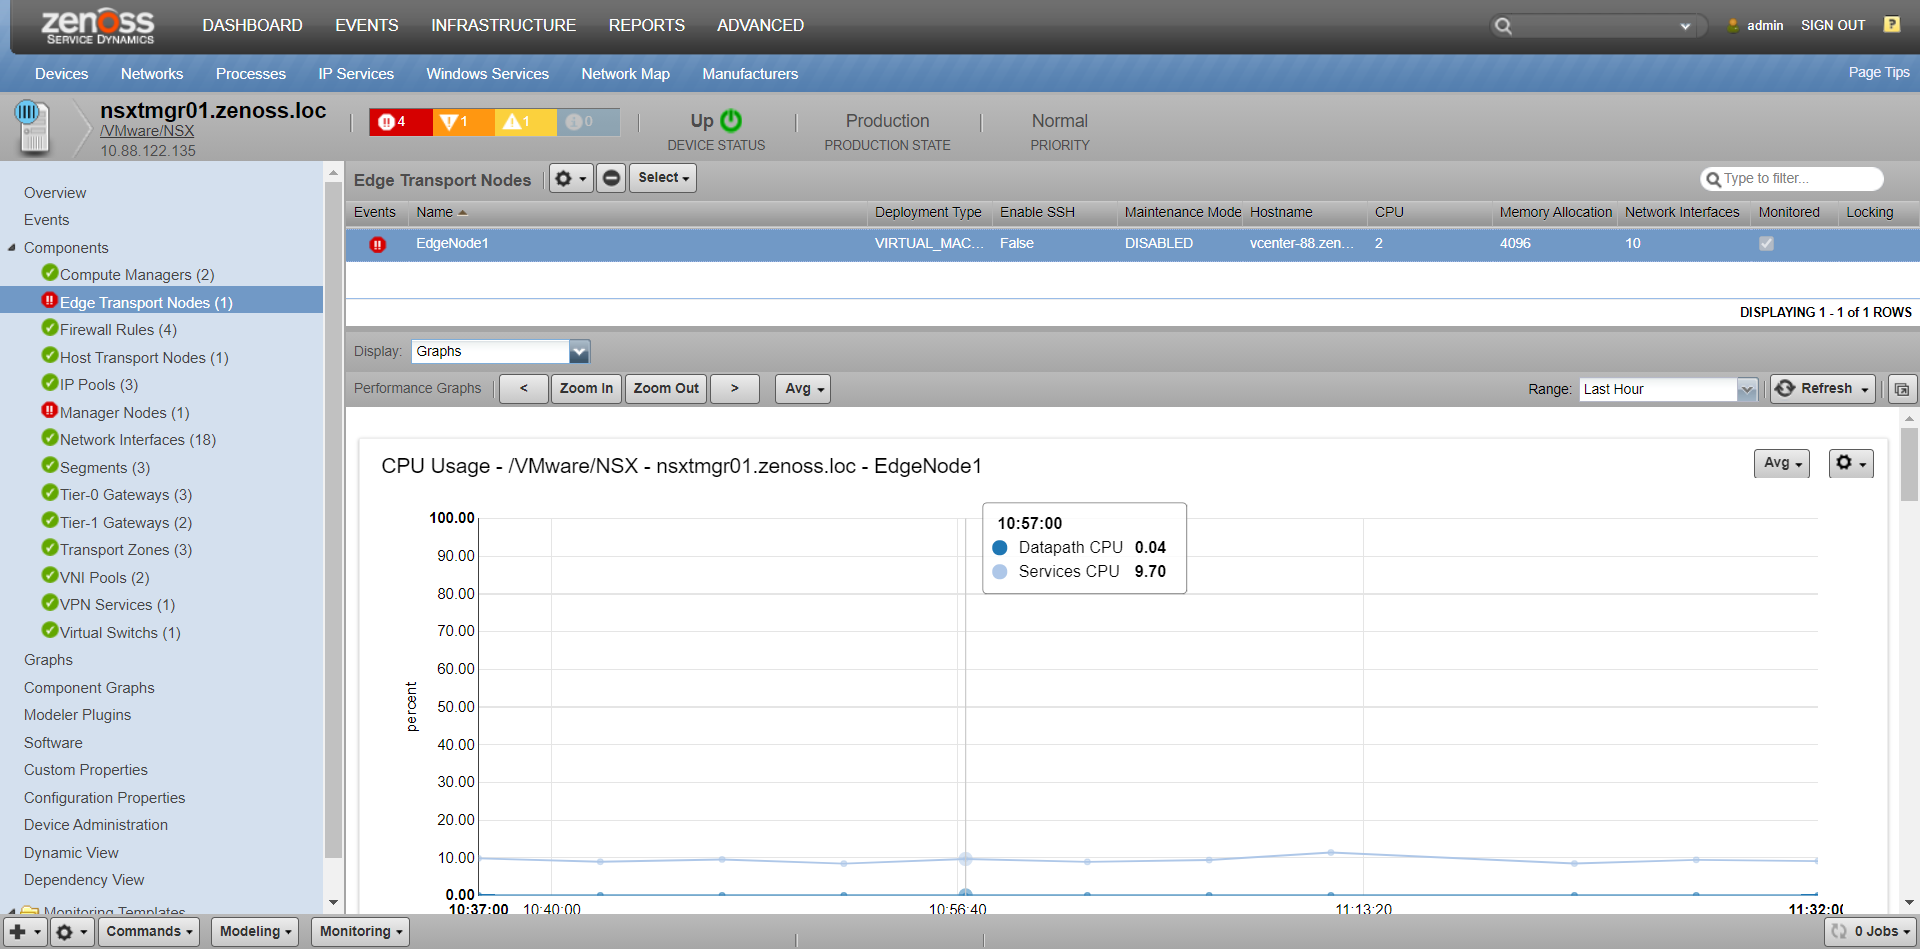 zenoss
SERVICE DYNAMICS
DASHBOARD EVENTS INFRASTRUCTURE REPORTS ADVANCED
admin SIGN OUT ?
Devices Networks Processes IP Services Windows Services Network Map Manufacturers
Page Tips
nsxtmgr01.zenoss.loc
/VMware/NSX
10.88.122.135
4 1 1 0
Up
DEVICE STATUS
Production
PRODUCTION STATE
Normal
PRIORITY
Overview
Events
Components
Compute Managers (2)
Edge Transport Nodes (1)
Firewall Rules (4)
Host Transport Nodes (1)
IP Pools (3)
Manager Nodes (1)
Network Interfaces (18)
Segments (3)
Tier-0 Gateways (3)
Tier-1 Gateways (2)
Transport Zones (3)
VNI Pools (2)
VPN Services (1)
Virtual Switchs (1)
Graphs
Component Graphs
Modeler Plugins
Software
Custom Properties
Configuration Properties
Device Administration
Dynamic View
Dependency View
Monitoring Templates
Edge Transport Nodes
Select
Type to filter...
Events Name Deployment Type Enable SSH Maintenance Mode Hostname CPU Memory Allocation Network Interfaces Monitored Locking
EdgeNode1 VIRTUAL_MAC... False DISABLED vcenter-88.zen... 2 4096 10
DISPLAYING 1 - 1 of 1 ROWS
Display: Graphs
Performance Graphs < Zoom In Zoom Out > Avg
Range: Last Hour Refresh
CPU Usage - /VMware/NSX - nsxtmgr01.zenoss.loc - EdgeNode1
Avg
10:57:00
Datapath CPU 0.04
Services CPU 9.70
percent
100.00
90.00
80.00
70.00
60.00
50.00
40.00
30.00
20.00
10.00
0.00
10:37:00 10:40:00 10:56:40 11:13:20 11:32:00
Commands Modeling Monitoring
0 Jobs